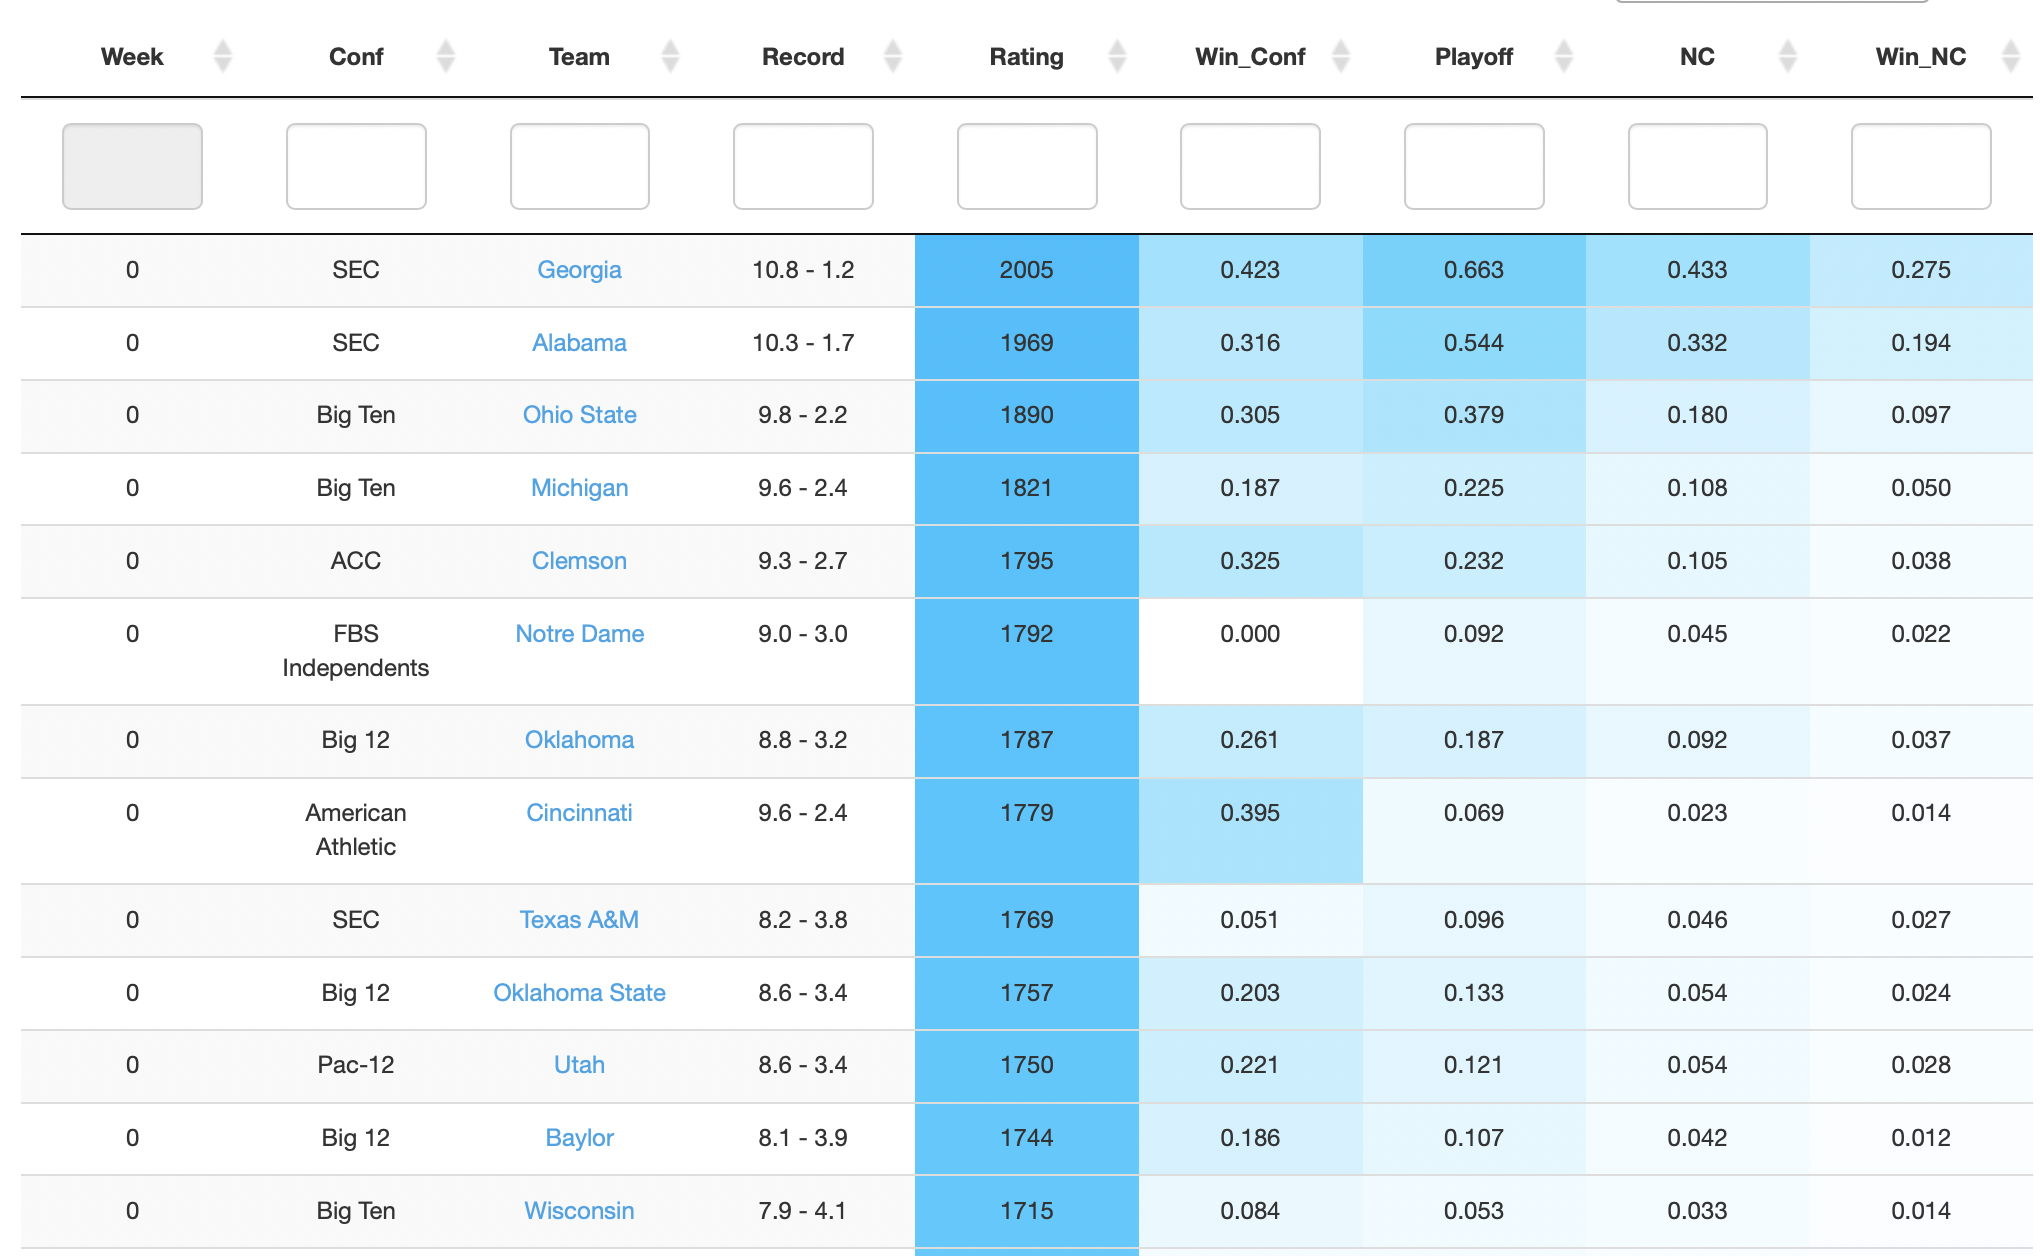 Week Conf Team Record Rating Win_Conf Playoff NC Win_NC
0 SEC Georgia 10.8 - 1.2 2005 0.423 0.663 0.433 0.275
0 SEC Alabama 10.3 - 1.7 1969 0.316 0.544 0.332 0.194
0 Big Ten Ohio State 9.8 - 2.2 1890 0.305 0.379 0.180 0.097
0 Big Ten Michigan 9.6 - 2.4 1821 0.187 0.225 0.108 0.050
0 ACC Clemson 9.3 - 2.7 1795 0.325 0.232 0.105 0.038
0 FBS Notre Dame 9.0 - 3.0 1792 0.000 0.092 0.045 0.022
Independents
0 Big 12 Oklahoma 8.8 - 3.2 1787 0.261 0.187 0.092 0.037
0 American Cincinnati 9.6 - 2.4 1779 0.395 0.069 0.023 0.014
Athletic
0 SEC Texas A&M 8.2 - 3.8 1769 0.051 0.096 0.046 0.027
0 Big 12 Oklahoma State 8.6 - 3.4 1757 0.203 0.133 0.054 0.024
0 Pac-12 Utah 8.6 - 3.4 1750 0.221 0.121 0.054 0.028
0 Big 12 Baylor 8.1 - 3.9 1744 0.186 0.107 0.042 0.012
0 Big Ten Wisconsin 7.9 - 4.1 1715 0.084 0.053 0.033 0.014